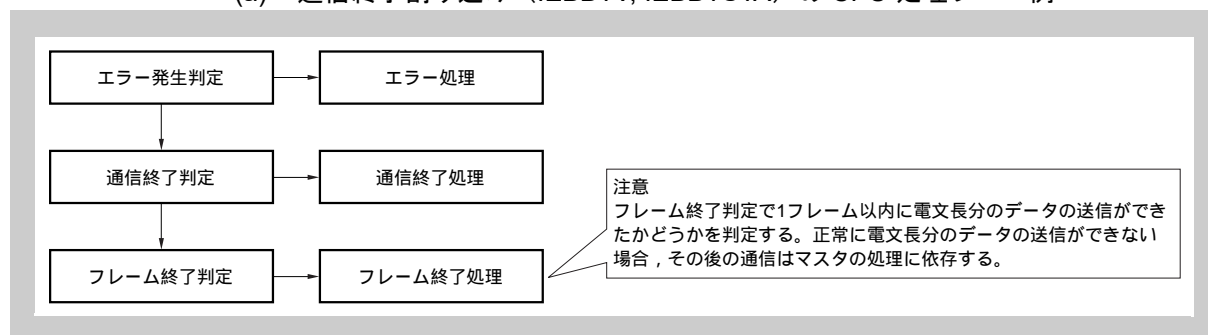 エラー発生判定
エラー処理
通信終了判定
通信終了処理
注意
フレーム終了判定で1フレーム以内に電文長分のデータの送信ができ
たかどうかを判定する。正常に電文長分のデータの送信ができない
場合，その後の通信はマスタの処理に依存する。
フレーム終了判定
フレーム終了処理